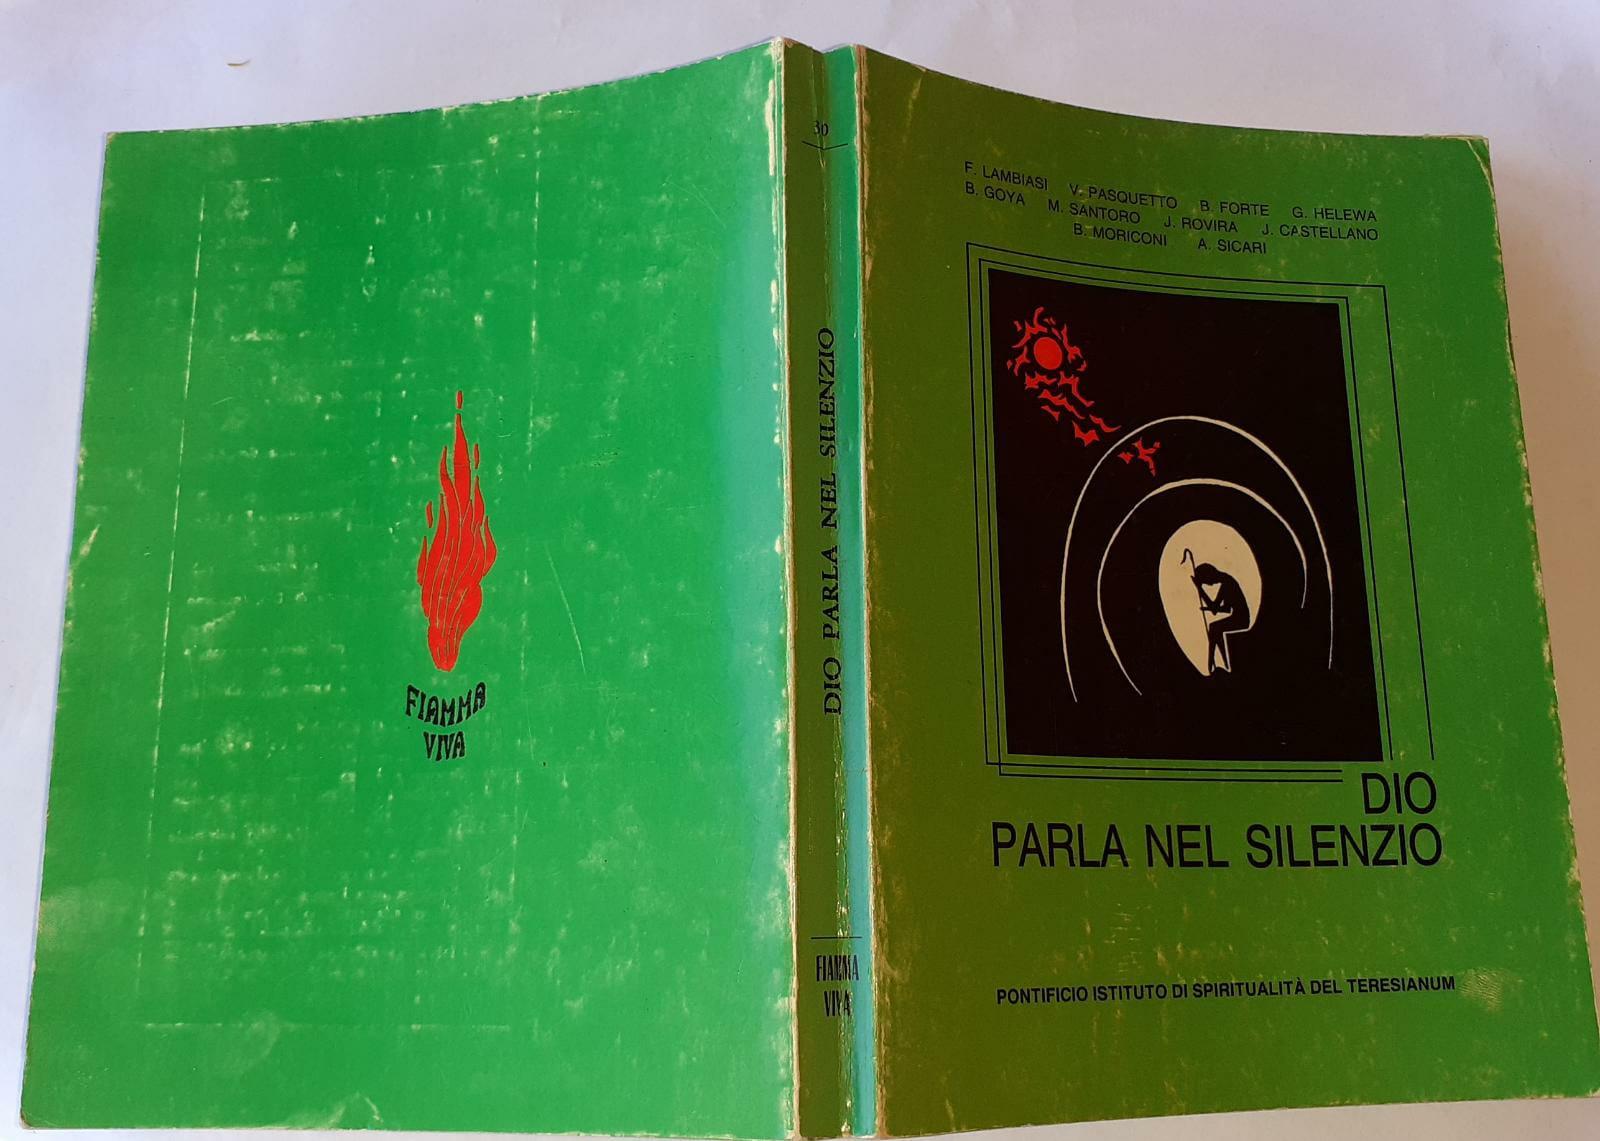 FIAMMA
VIVA
30
DIO PARLA NEL SILENZIO
FIAMMA
VIVA
F. LAMBIASI V. PASQUETTO B. FORTE G. HELEWA
B. GOYA M. SANTORO J. ROVIRA J. CASTELLANO
B. MORICONI A. SICARI
DIO
PARLA NEL SILENZIO
PONTIFICIO ISTITUTO DI SPIRITUALITÀ DEL TERESIANUM